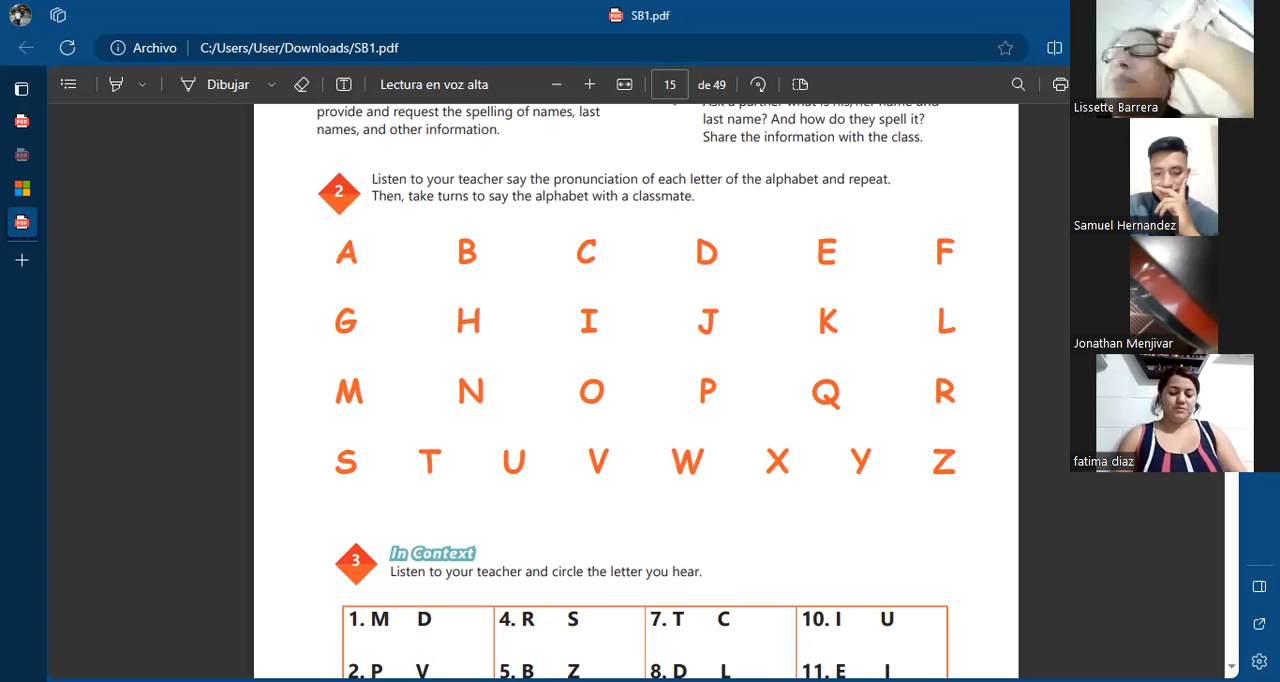 SB1.pdf
Archivo C:/Users/User/Downloads/SB1.pdf
Dibujar Lectura en voz alta 15 de 49
provide and request the spelling of names, last
names, and other information.
last name? And how do they spell it?
Share the information with the class.
2 Listen to your teacher say the pronunciation of each letter of the alphabet and repeat.
Then, take turns to say the alphabet with a classmate.
A B C D E F
G H I J K L
M N O P Q R
S T U V W X Y Z
3 In Context
Listen to your teacher and circle the letter you hear.
1. M D 4. R S 7. T C 10. I U
2. P V 5. B Z 8. D L 11. E
Lissette Barrera
Samuel Hernandez
Jonathan Menjivar
fatima diaz